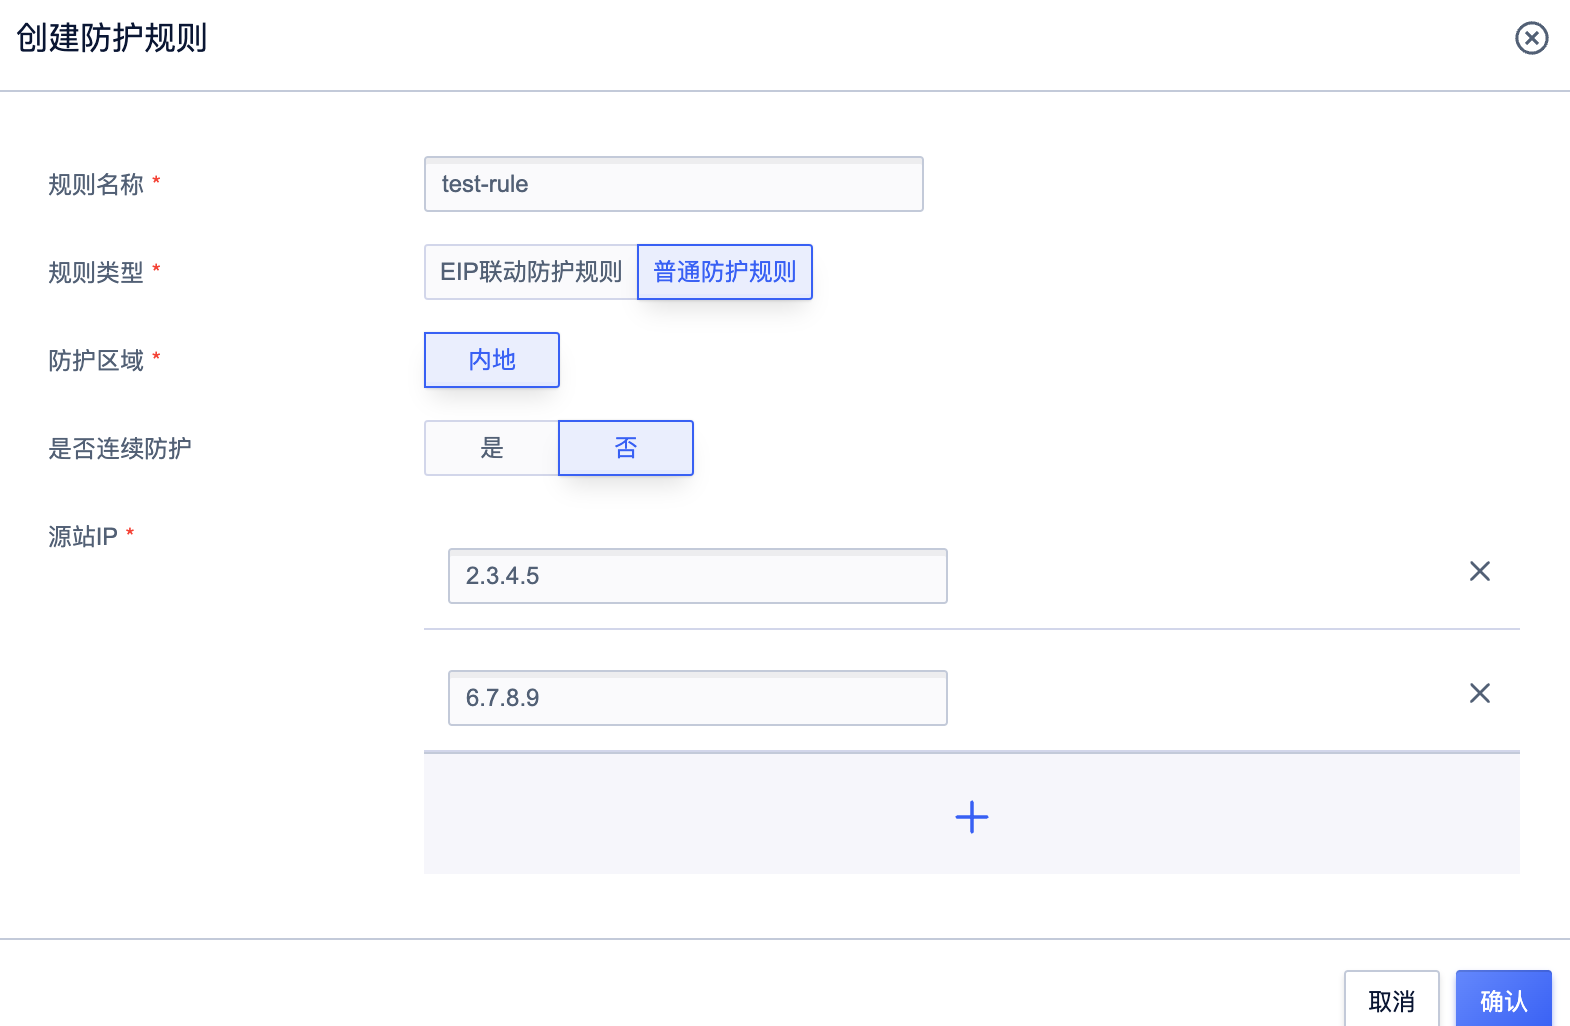 创建防护规则
规则名称 *
test-rule
规则类型 *
EIP联动防护规则 普通防护规则
防护区域 *
内地
是否连续防护
是 否
源站IP *
2.3.4.5
6.7.8.9
取消 确认